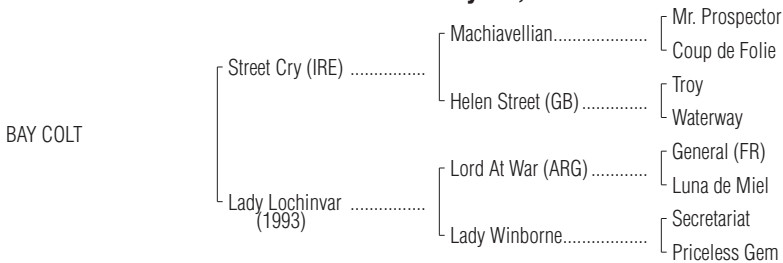 Mr. Prospector
Machiavellian...................
Coup de Folie
Street Cry (IRE) ................
Troy
Helen Street (GB)..............
Waterway
BAY COLT
General (FR)
Lord At War (ARG)............
Luna de Miel
Lady Lochinvar ................
(1993)
Secretariat
Lady Winborne..................
Priceless Gem